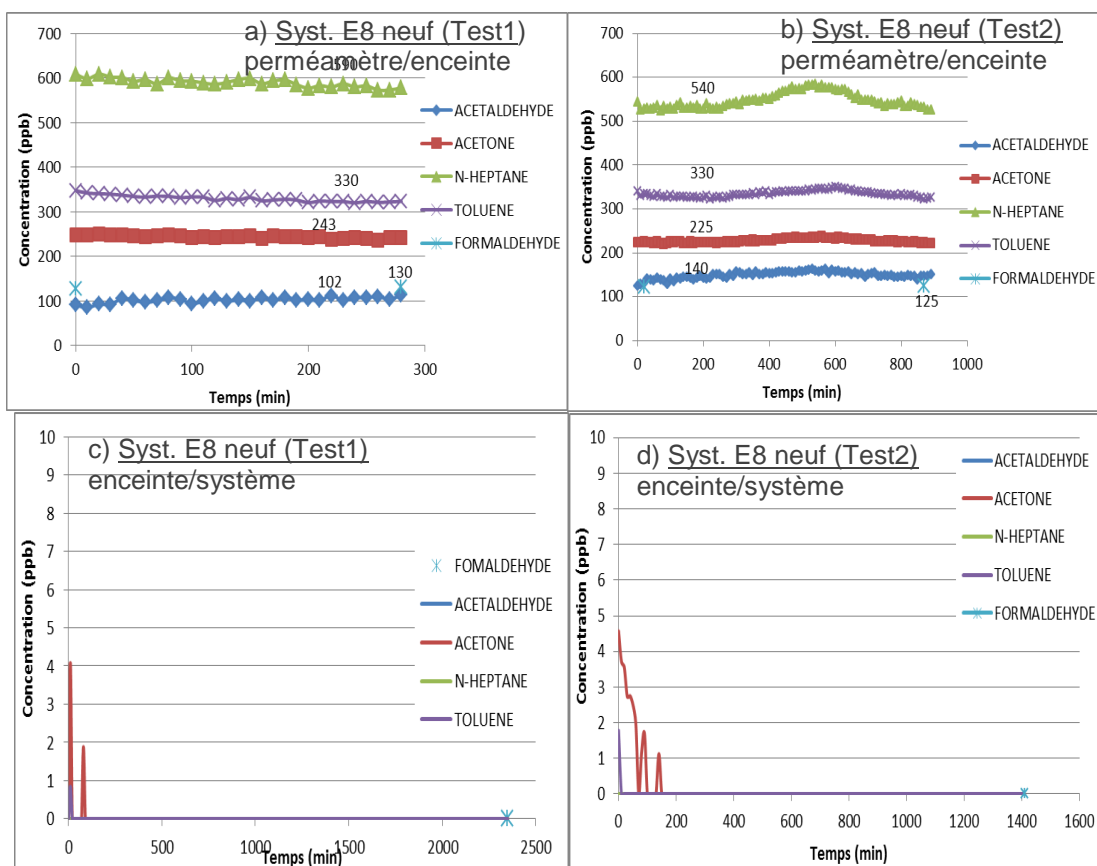 a) Syst. E8 neuf (Test1)
perméamètre/enceinte
700
600
500
400
300
200
100
0
Concentration (ppb)
590
330
243
102
130
0
100
200
300
Temps (min)
ACETALDEHYDE
ACETONE
N-HEPTANE
TOLUENE
FORMALDEHYDE
b) Syst. E8 neuf (Test2)
perméamètre/enceinte
700
600
500
400
300
200
100
0
Concentration (ppb)
540
330
225
140
125
0
200
400
600
800
1000
Temps (min)
ACETALDEHYDE
ACETONE
N-HEPTANE
TOLUENE
FORMALDEHYDE
c) Syst. E8 neuf (Test1)
enceinte/système
10
9
8
7
6
5
4
3
2
1
0
Concentration (ppb)
0
500
1000
1500
2000
2500
Temps (min)
FOMALDEHYDE
ACETALDEHYDE
ACETONE
N-HEPTANE
TOLUENE
d) Syst. E8 neuf (Test2)
enceinte/système
10
9
8
7
6
5
4
3
2
1
0
Concentration (ppb)
0
200
400
600
800
1000
1200
1400
1600
Temps (min)
ACETALDEHYDE
ACETONE
N-HEPTANE
TOLUENE
FORMALDEHYDE